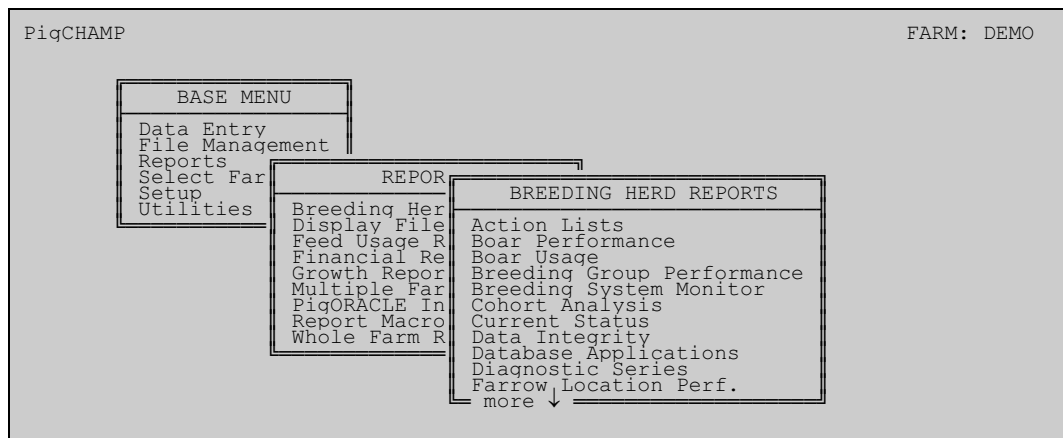 PigCHAMP FARM: DEMO
BASE MENU
Data Entry
File Management
Reports
Select Far
Setup
Utilities
REPOR
Breeding Her
Display File
Feed Usage R
Financial Re
Growth Repor
Multiple Far
PigORACLE In
Report Macro
Whole Farm R
BREEDING HERD REPORTS
Action Lists
Boar Performance
Boar Usage
Breeding Group Performance
Breeding System Monitor
Cohort Analysis
Current Status
Data Integrity
Database Applications
Diagnostic Series
Farrow Location Perf.
more ↓